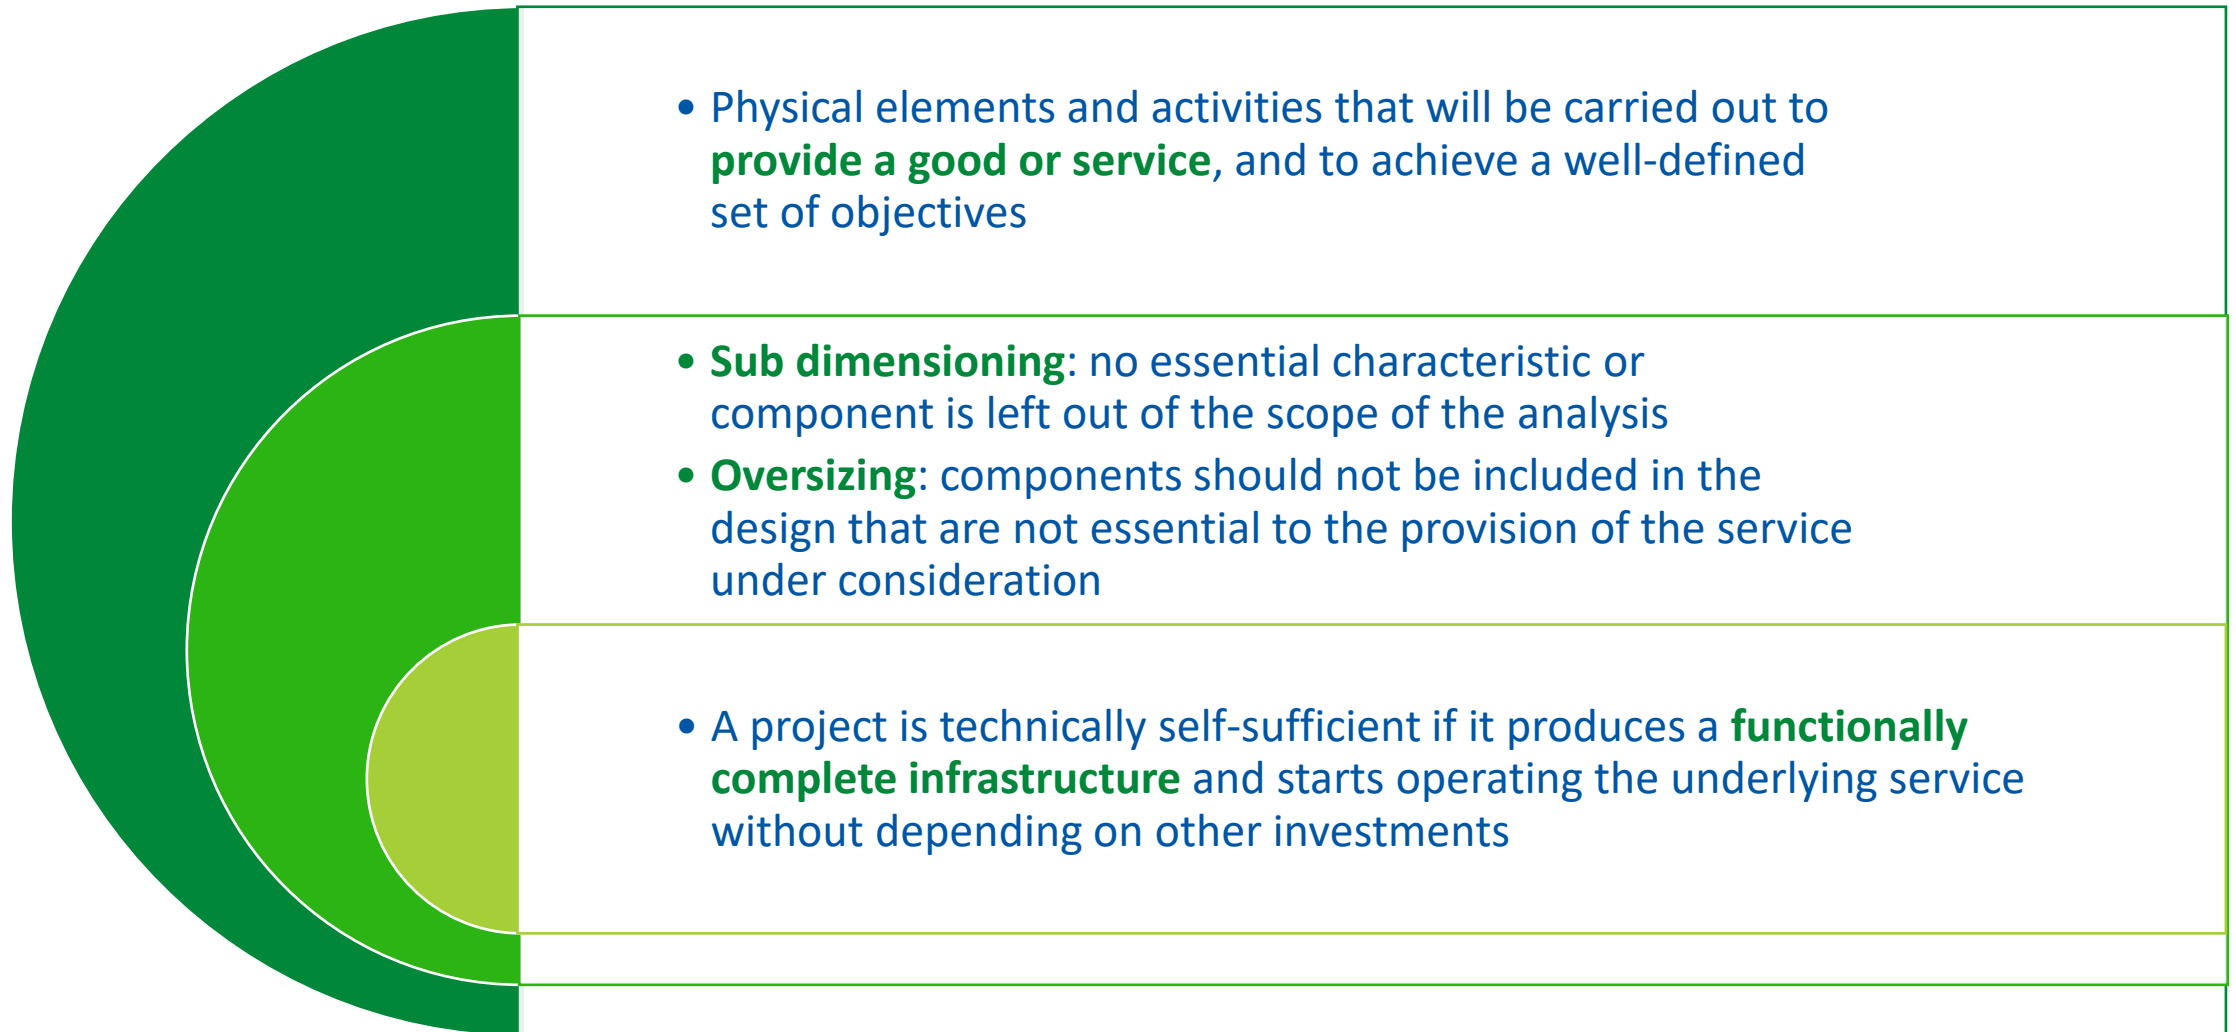 • Physical elements and activities that will be carried out to
provide a good or service, and to achieve a well-defined
set of objectives
• Sub dimensioning: no essential characteristic or
component is left out of the scope of the analysis
• Oversizing: components should not be included in the
design that are not essential to the provision of the service
under consideration
• A project is technically self-sufficient if it produces a functionally
complete infrastructure and starts operating the underlying service
without depending on other investments